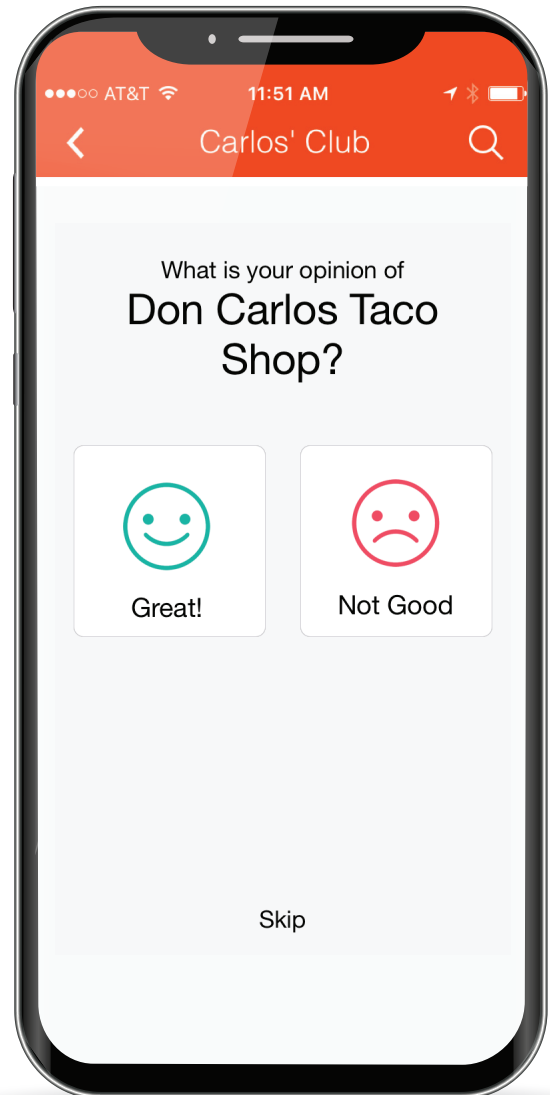 AT&T 11:51 AM
Carlos' Club
What is your opinion of
Don Carlos Taco
Shop?
Great! Not Good
Skip